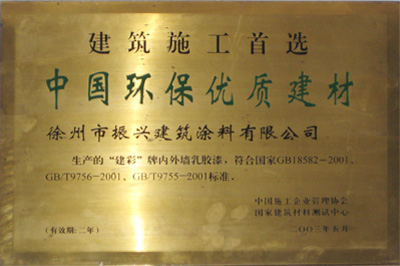 建筑施工首选
中国环保优质建材
徐州市振兴建筑涂料有限公司
生产的“建彩”牌内外墙乳胶漆，符合国家GB18582-2001、
GB/T9756-2001、GB/T9755-2001标准。
中国施工企业管理协会
国家建筑材料测试中心
(有效期:二年)
二〇〇三年五月